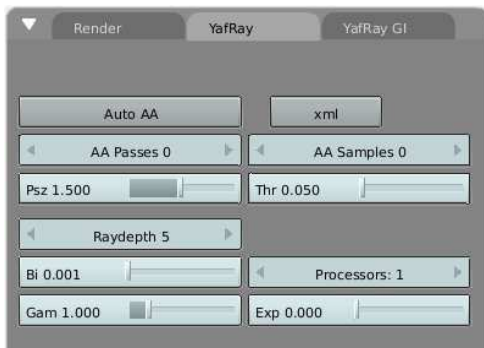 Render YafRay YafRay GI
Auto AA xml
AA Passes 0 AA Samples 0
Psz 1.500 Thr 0.050
Raydepth 5
Bi 0.001 Processors: 1
Gam 1.000 Exp 0.000